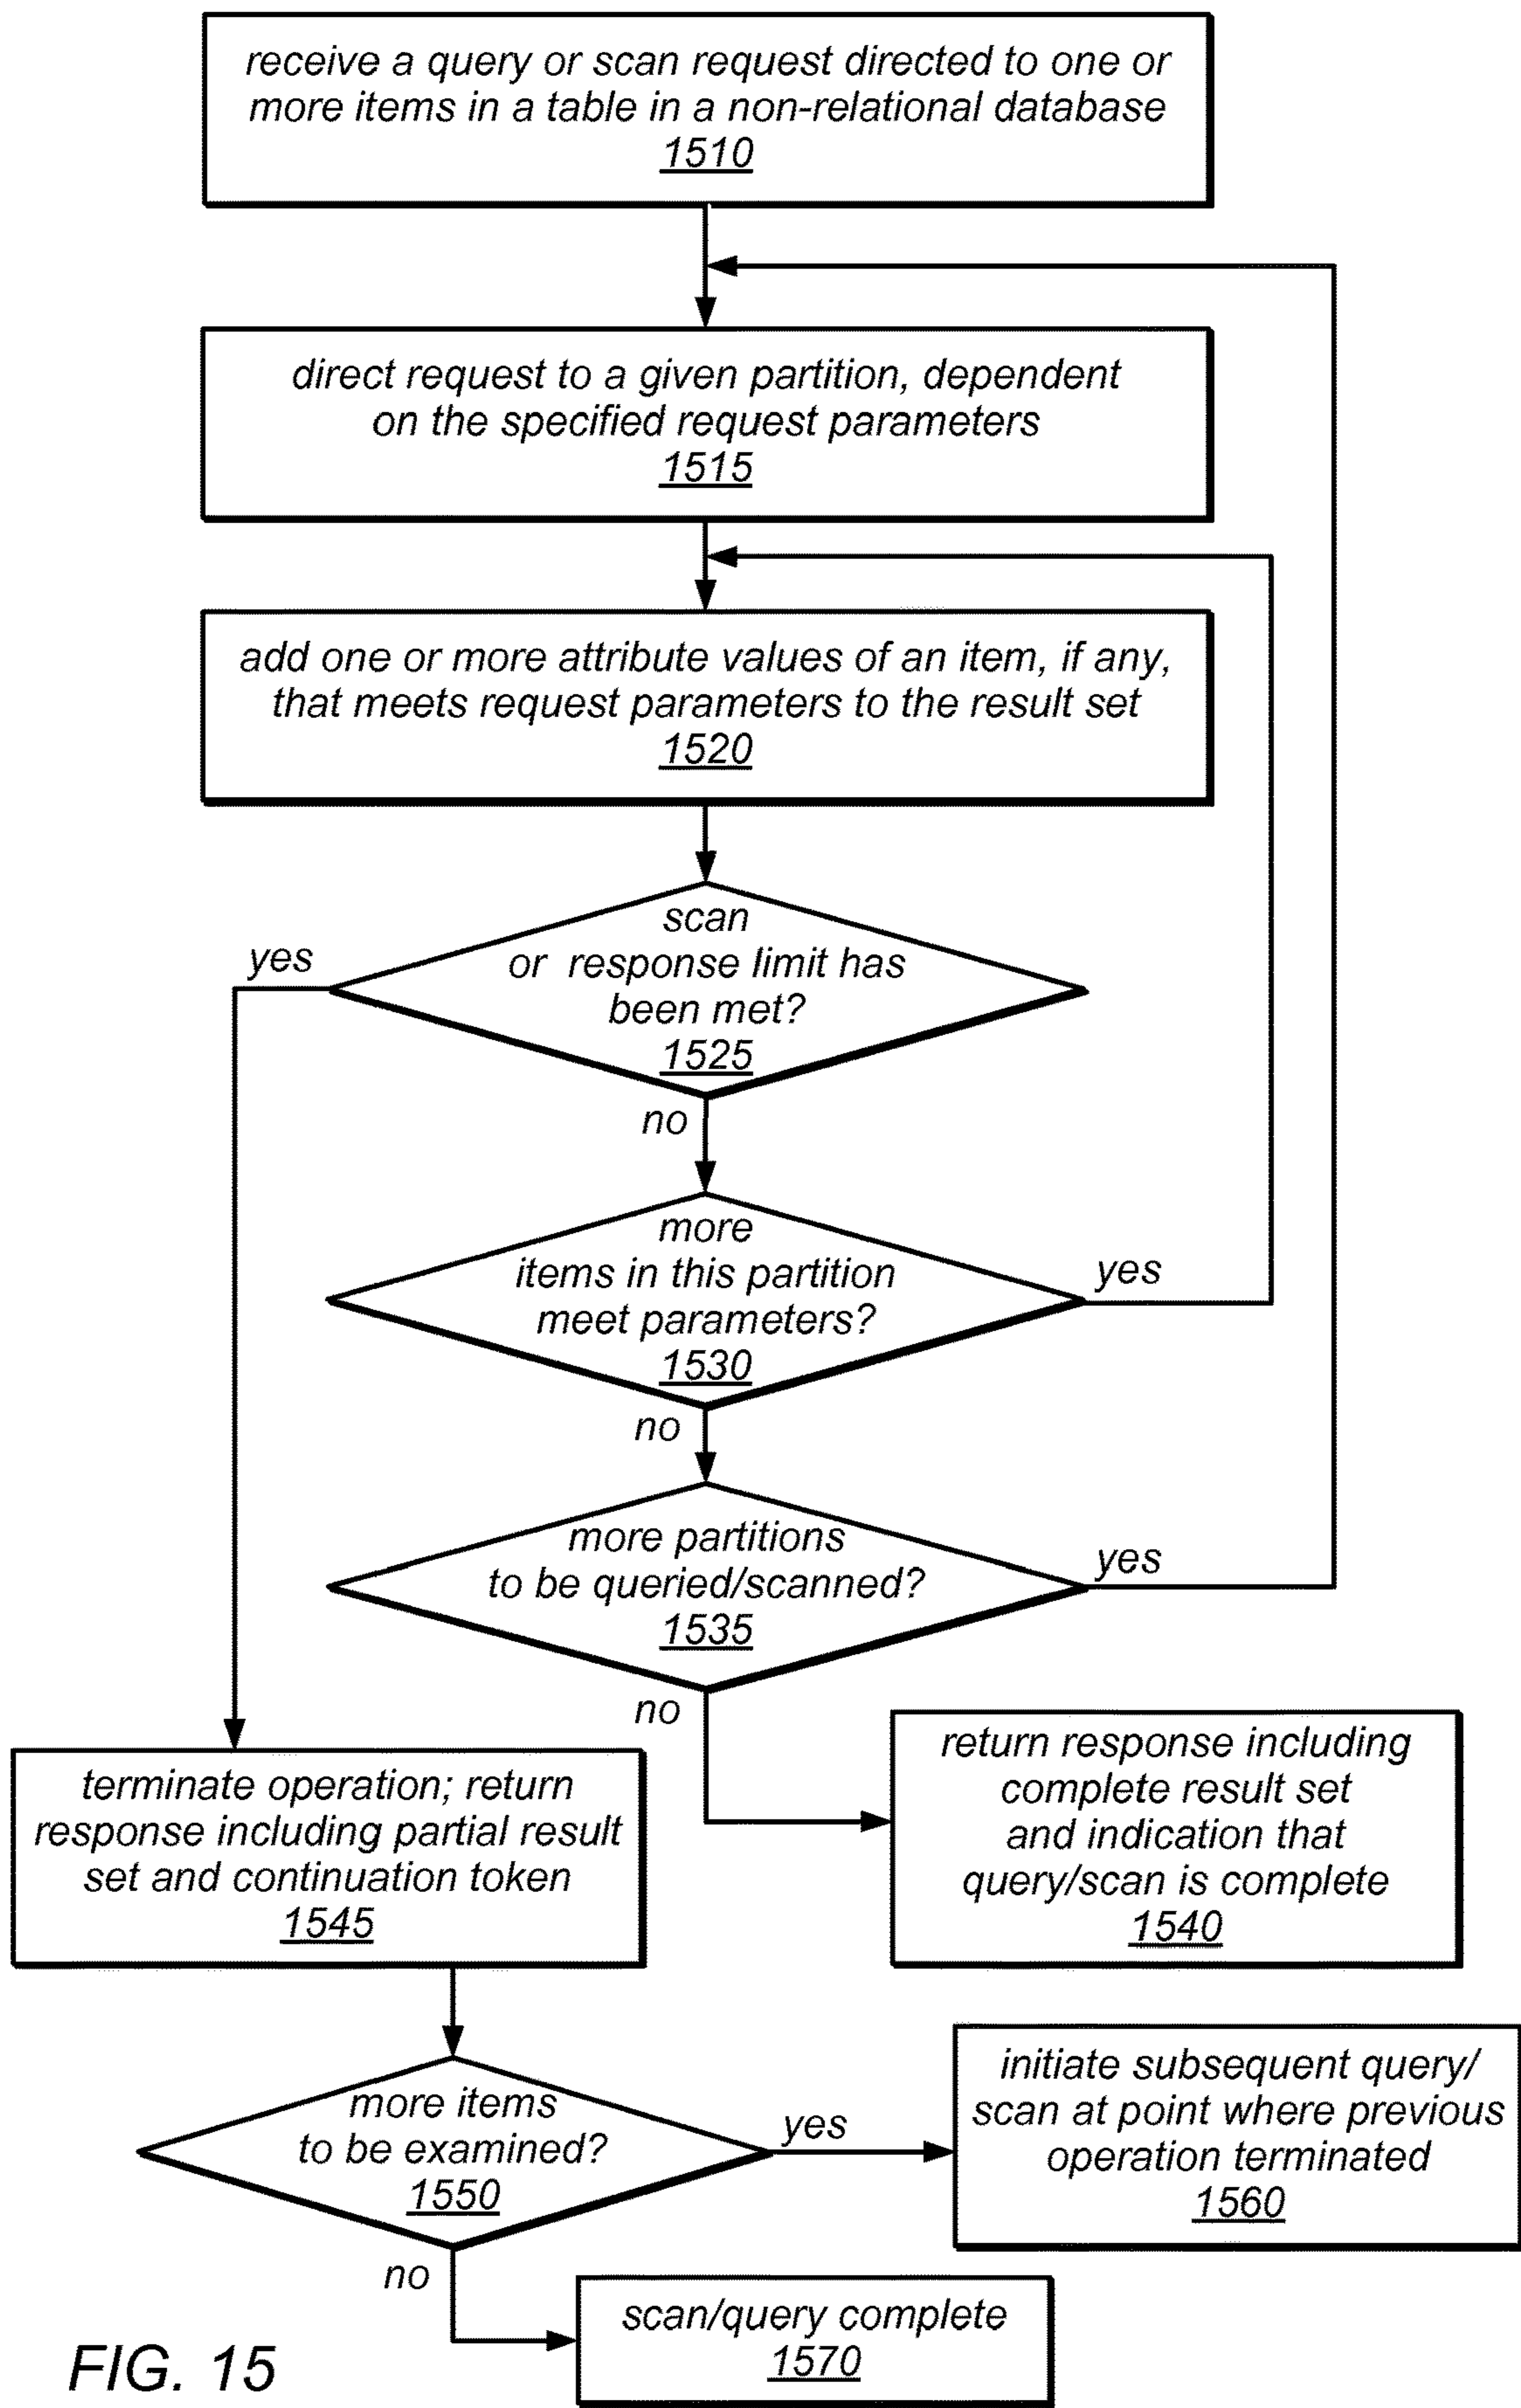 receive a query or scan request directed to one or
more items in a table in a non-relational database
1510
direct request to a given partition, dependent
on the specified request parameters
1515
add one or more attribute values of an item, if any,
that meets request parameters to the result set
1520
scan
or response limit has
been met?
1525
yes
no
more
items in this partition
meet parameters?
1530
yes
no
more partitions
to be queried/scanned?
1535
yes
no
return response including
complete result set
and indication that
query/scan is complete
1540
terminate operation; return
response including partial result
set and continuation token
1545
more items
to be examined?
1550
yes
no
initiate subsequent query/
scan at point where previous
operation terminated
1560
scan/query complete
1570
FIG. 15